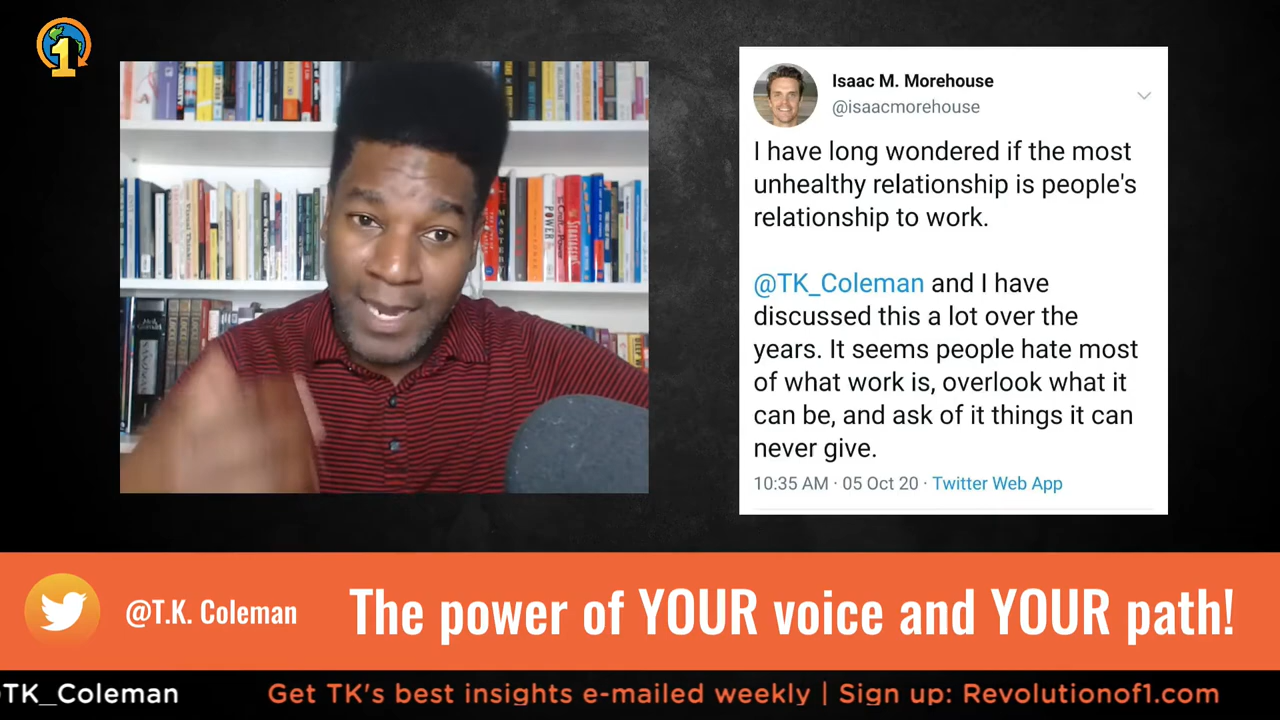 1
MASTERY
POWER
Isaac M. Morehouse
@isaacmorehouse
I have long wondered if the most
unhealthy relationship is people's
relationship to work.
@TK_Coleman and I have
discussed this a lot over the
years. It seems people hate most
of what work is, overlook what it
can be, and ask of it things it can
never give.
10:35 AM · 05 Oct 20 · Twitter Web App
@T.K. Coleman
The power of YOUR voice and YOUR path!
TK_Coleman
Get TK's best insights e-mailed weekly | Sign up: Revolutionof1.com